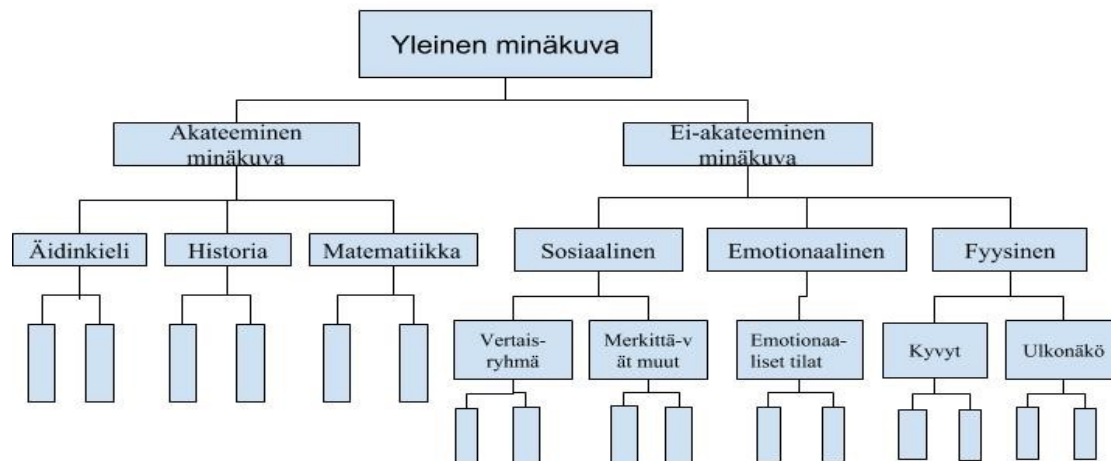 Yleinen minäkuva
Akateeminen
minäkuva
Ei-akateeminen
minäkuva
Äidinkieli
Historia
Matematiikka
Sosiaalinen
Emotionaalinen
Fyysinen
Vertais-
ryhmä
Merkittä-v
ät muut
Emotionaa-
liset tilat
Kyvyt
Ulkonäkö